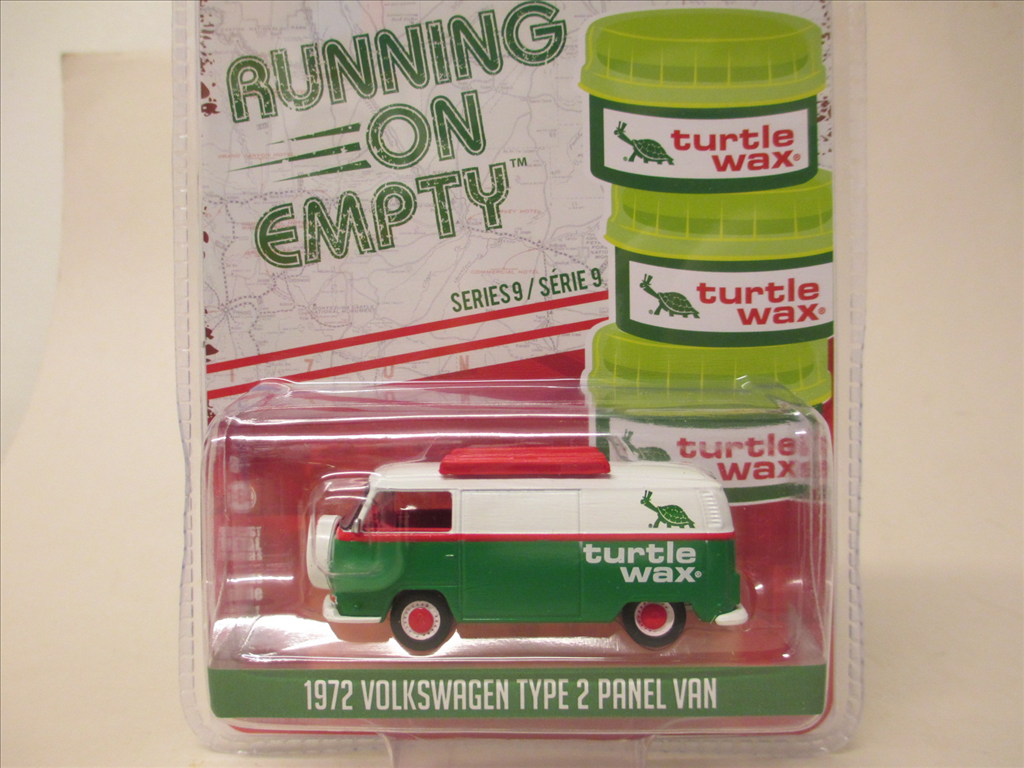 RUNNING
ON
EMPTY™
SERIES 9 / SÉRIE 9
turtle
wax®
turtle
wax®
turtle
wax
turtle
wax®
1972 VOLKSWAGEN TYPE 2 PANEL VAN